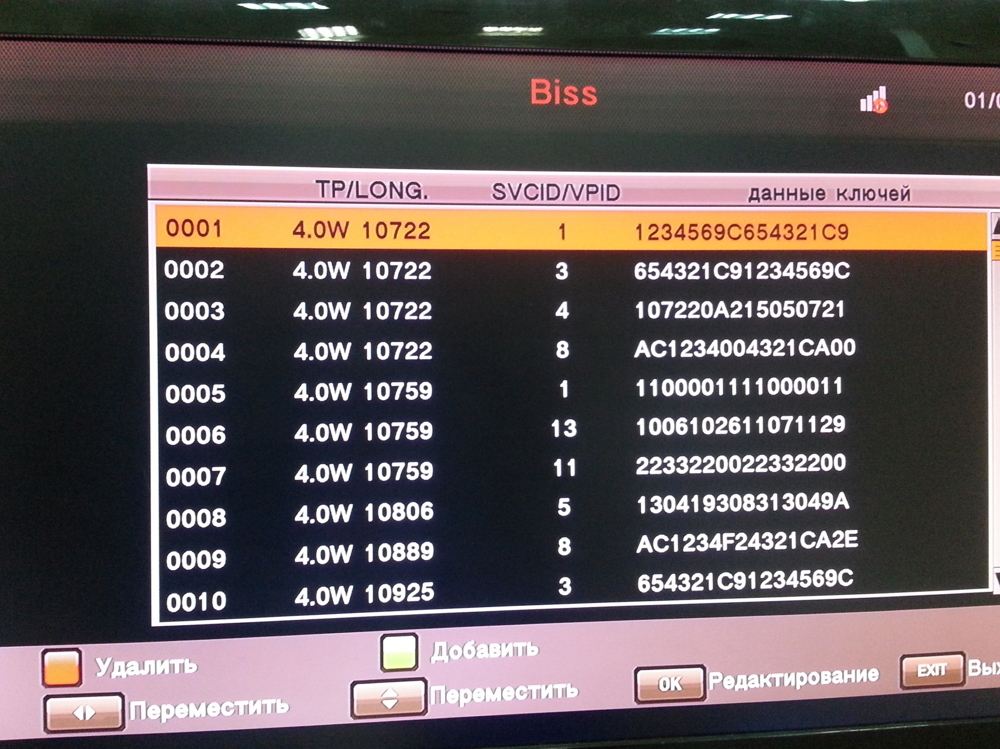 Biss
01/0
TP/LONG. SVCID/VPID данные ключей
0001 4.0W 10722 1 1234569C654321C9
0002 4.0W 10722 3 654321C91234569C
0003 4.0W 10722 4 107220A215050721
0004 4.0W 10722 8 AC1234004321CA00
0005 4.0W 10759 1 1100001111000011
0006 4.0W 10759 13 1006102611071129
0007 4.0W 10759 11 2233220022332200
0008 4.0W 10806 5 130419308313049A
0009 4.0W 10889 8 AC1234F24321CA2E
0010 4.0W 10925 3 654321C91234569C
Удалить Добавить
Переместить Переместить OK Редактирование EXIT Вы